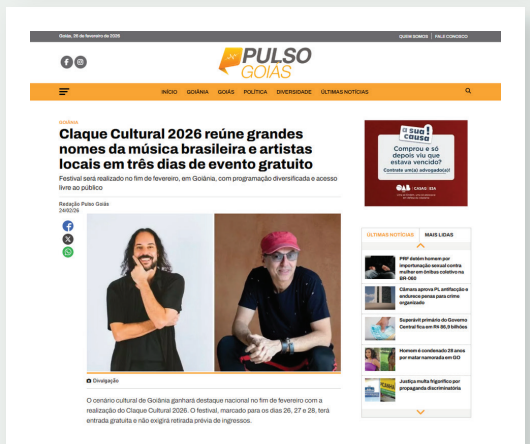 Goiás, 26 de fevereiro de 2026
QUEM SOMOS | FALE CONOSCO
PULSO
GOIÁS
INÍCIO GOIÂNIA GOIÁS POLÍTICA DIVERSIDADE ÚLTIMAS NOTÍCIAS
GOIÂNIA
Claque Cultural 2026 reúne grandes
nomes da música brasileira e artistas
locais em três dias de evento gratuito
Festival será realizado no fim de fevereiro, em Goiânia, com programação diversificada e acesso
livre ao público
Redação Pulso Goiás
24/02/26
Divulgação
O cenário cultural de Goiânia ganhará destaque nacional no fim de fevereiro com a
realização do Claque Cultural 2026. O festival, marcado para os dias 26, 27 e 28, terá
entrada gratuita e não exigirá retirada prévia de ingressos.
a sua
causa
Comprou e só
depois viu que
estava vencido?
Contrate um(a) advogado(a)!
OAB CASAG ESA
ÚLTIMAS NOTÍCIAS MAIS LIDAS
PRF detém homem por
importunação sexual contra
mulher em ônibus coletivo na
BR-060
Câmara aprova PL antifacção e
endurece penas para crime
organizado
Superávit primário do Governo
Central fica em R$ 86,9 bilhões
Homem é condenado 28 anos
por matar namorada em GO
Justiça multa frigorífico por
propaganda discriminatória